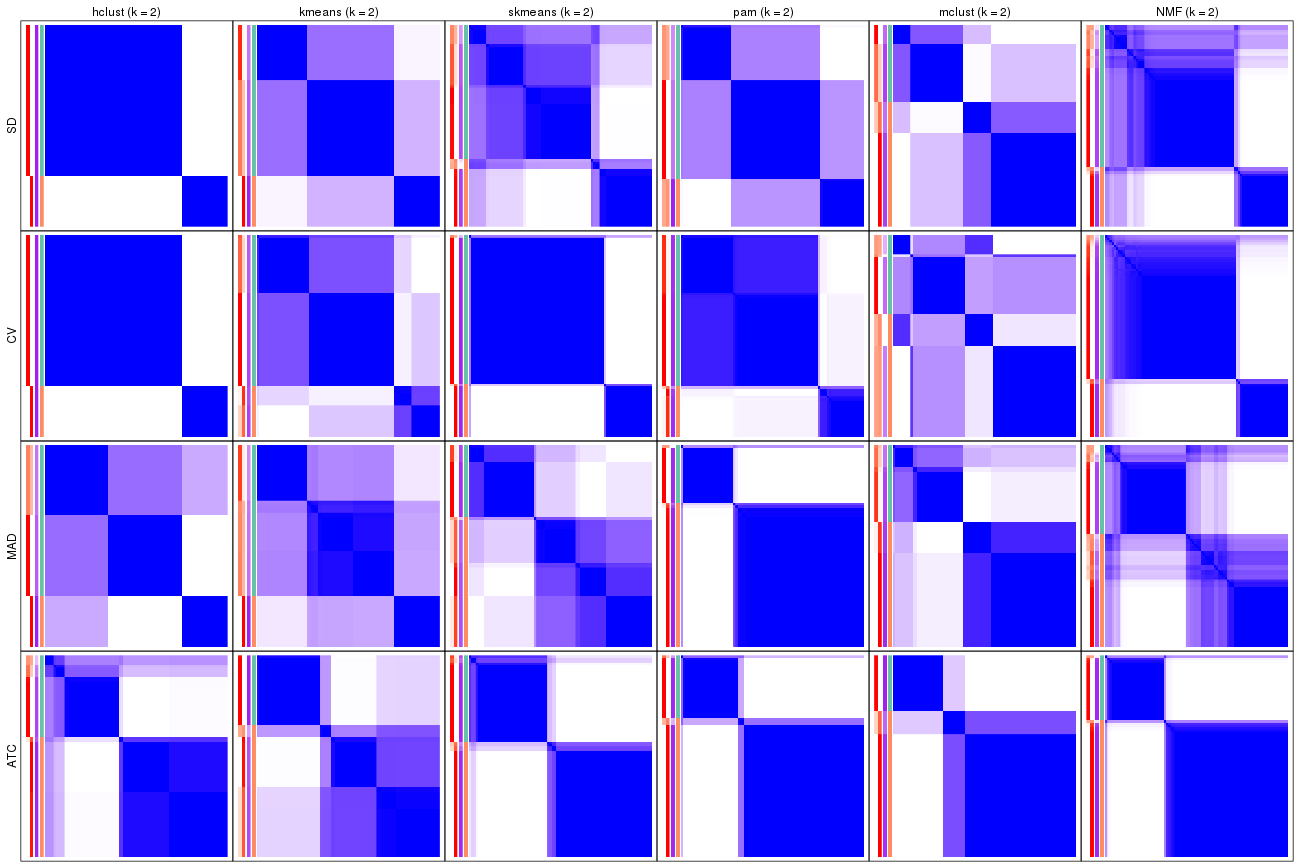 hclust (k = 2) kmeans (k = 2) skmeans (k = 2) pam (k = 2) mclust (k = 2) NMF (k = 2)
SD
CV
MAD
ATC